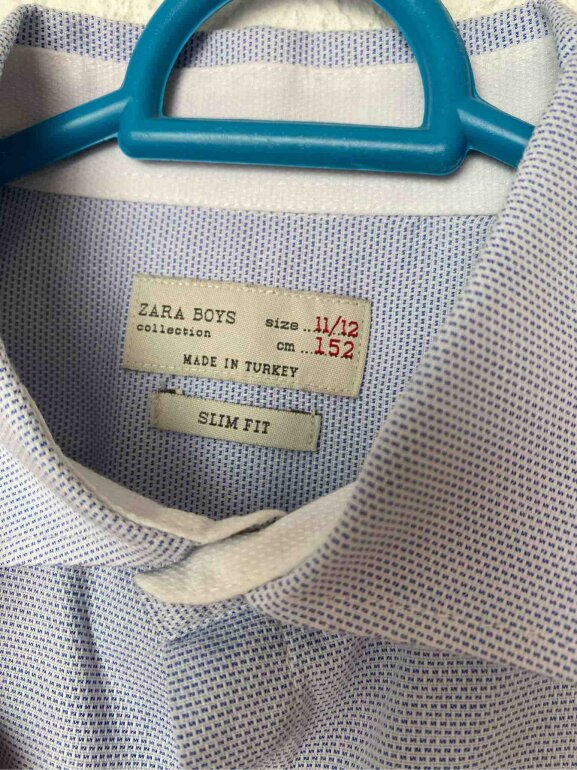 ZARA BOYS
collection
size ..11/12
cm ...152
MADE IN TURKEY
SLIM FIT